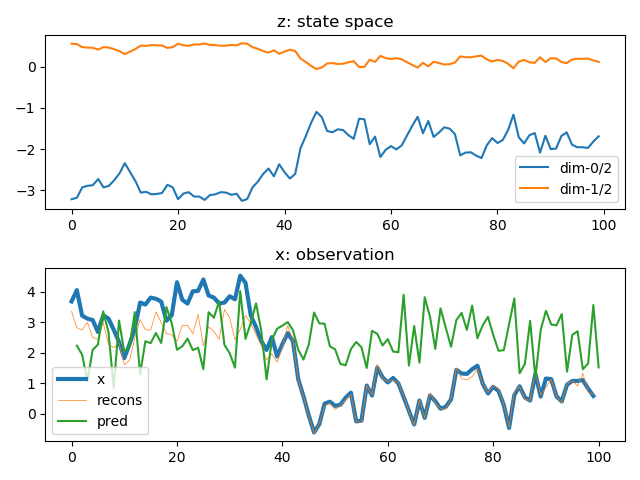 z: state space
0
−1
−2
−3
dim-0/2
dim-1/2
0 20 40 60 80 100
x: observation
4
3
2
1
0
x
recons
pred
0 20 40 60 80 100